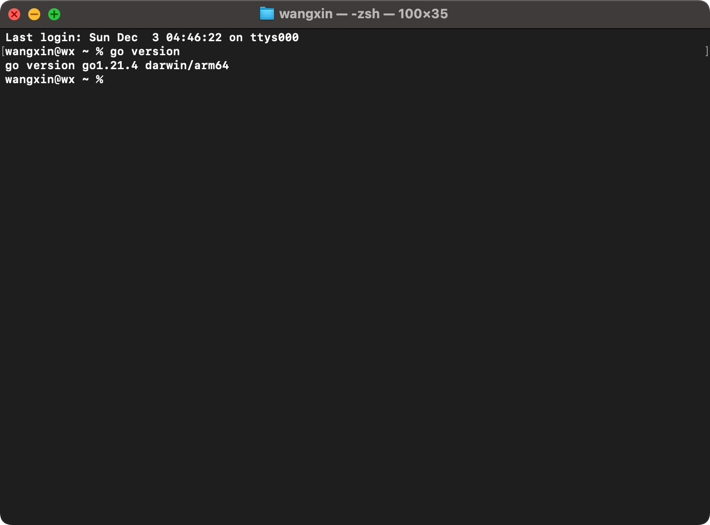 wangxin — -zsh — 100×35
Last login: Sun Dec  3 04:46:22 on ttys000
[wangxin@wx ~ % go version ]
go version go1.21.4 darwin/arm64
wangxin@wx ~ %